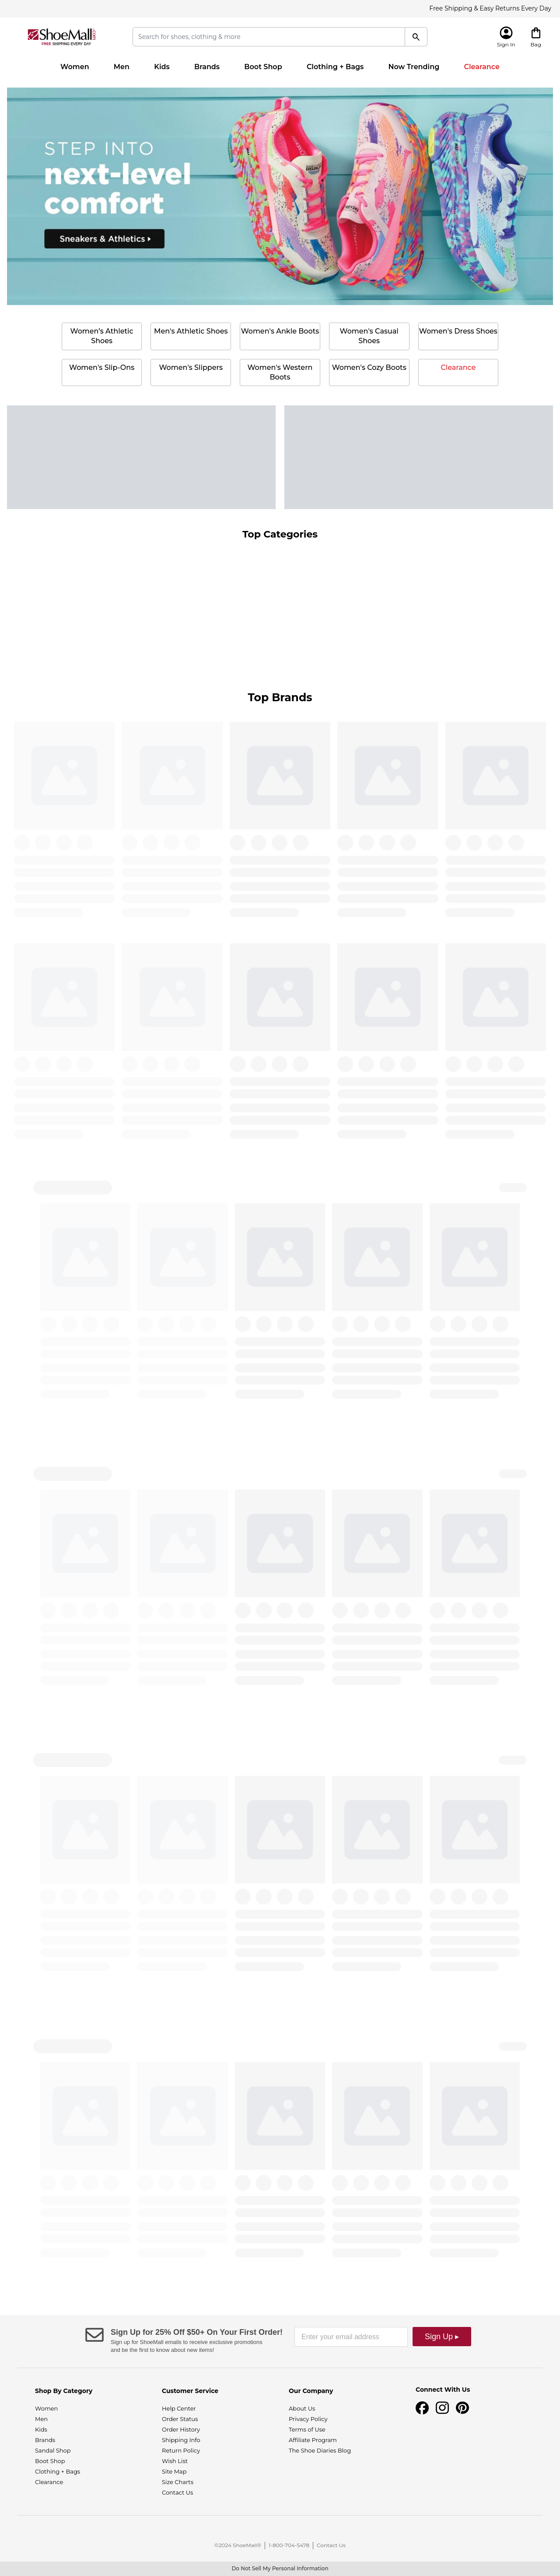 Free Shipping & Easy Returns Every Day
ShoeMall
FREE SHIPPING EVERY DAY
Search for shoes, clothing & more
Sign In
Bag
Women
Men
Kids
Brands
Boot Shop
Clothing + Bags
Now Trending
Clearance
STEP INTO
next-level
comfort
Sneakers & Athletics ▸
Women's Athletic
Shoes
Men's Athletic Shoes
Women's Ankle Boots
Women's Casual
Shoes
Women's Dress Shoes
Women's Slip-Ons
Women's Slippers
Women's Western
Boots
Women's Cozy Boots
Clearance
Top Categories
Top Brands
Sign Up for 25% Off $50+ On Your First Order!
Sign up for ShoeMall emails to receive exclusive promotions
and be the first to know about new items!
Enter your email address
Sign Up ▸
Shop By Category
Women
Men
Kids
Brands
Sandal Shop
Boot Shop
Clothing + Bags
Clearance
Customer Service
Help Center
Order Status
Order History
Shipping Info
Return Policy
Wish List
Site Map
Size Charts
Contact Us
Our Company
About Us
Privacy Policy
Terms of Use
Affiliate Program
The Shoe Diaries Blog
Connect With Us
©2024 ShoeMall® | 1-800-704-5478 | Contact Us
Do Not Sell My Personal Information